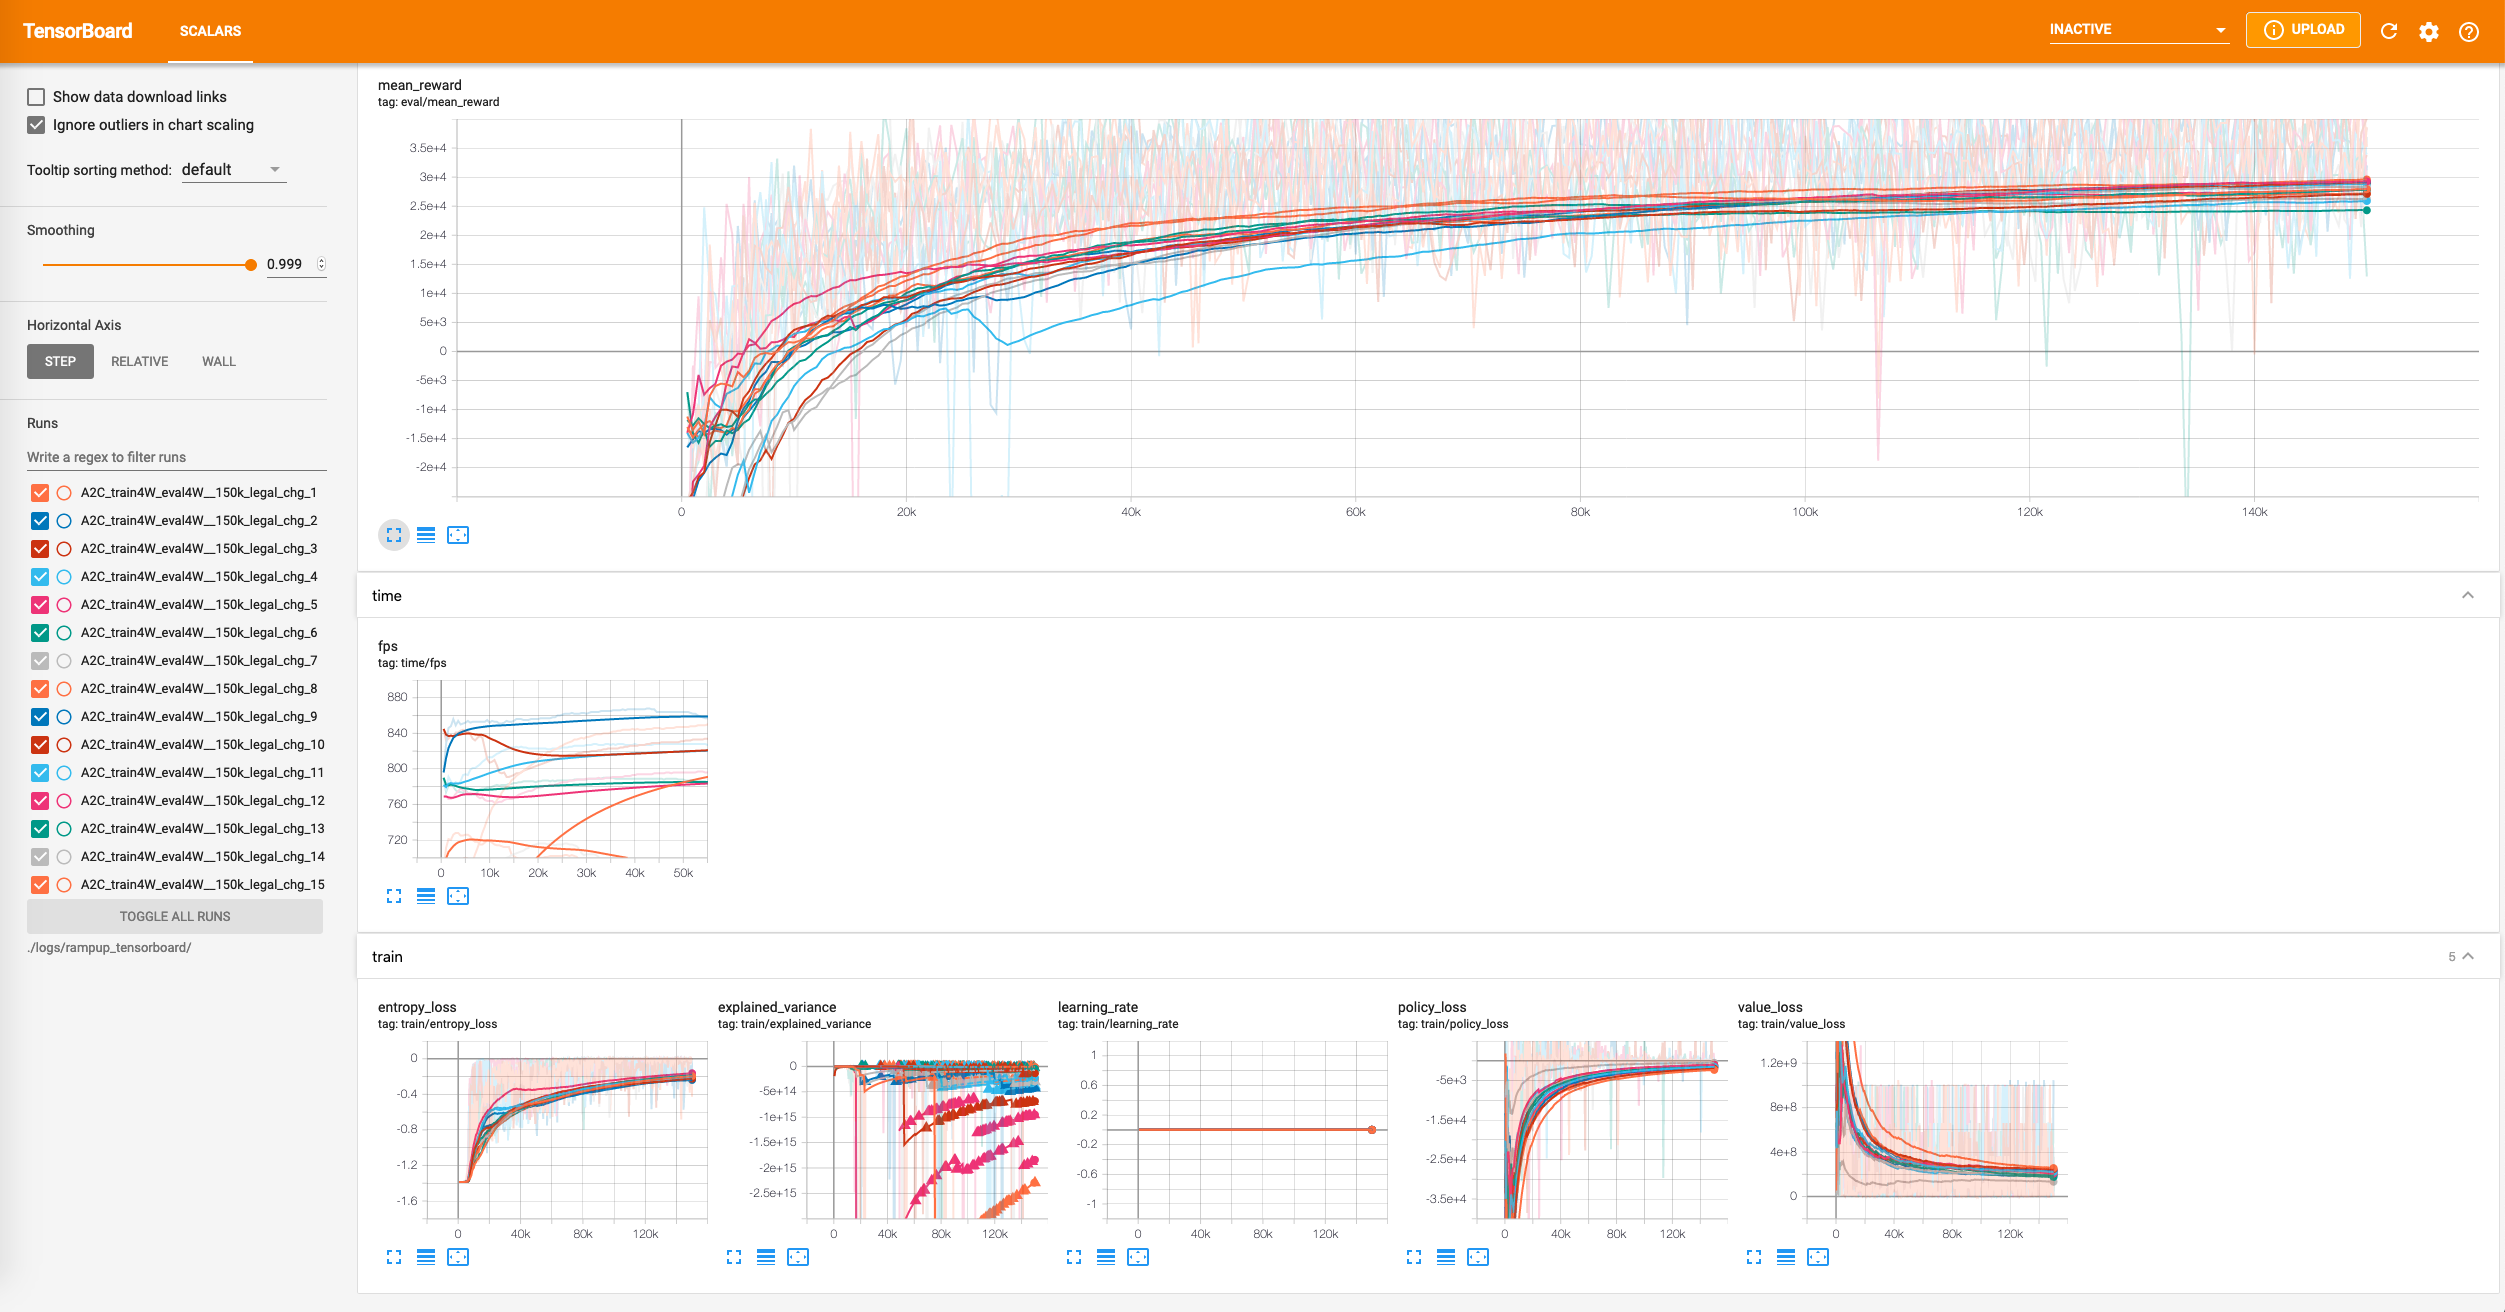 TensorBoard
SCALARS
INACTIVE
UPLOAD
Show data download links
Ignore outliers in chart scaling
Tooltip sorting method: default
Smoothing
0.999
Horizontal Axis
STEP RELATIVE WALL
Runs
Write a regex to filter runs
A2C_train4W_eval4W__150k_legal_chg_1
A2C_train4W_eval4W__150k_legal_chg_2
A2C_train4W_eval4W__150k_legal_chg_3
A2C_train4W_eval4W__150k_legal_chg_4
A2C_train4W_eval4W__150k_legal_chg_5
A2C_train4W_eval4W__150k_legal_chg_6
A2C_train4W_eval4W__150k_legal_chg_7
A2C_train4W_eval4W__150k_legal_chg_8
A2C_train4W_eval4W__150k_legal_chg_9
A2C_train4W_eval4W__150k_legal_chg_10
A2C_train4W_eval4W__150k_legal_chg_11
A2C_train4W_eval4W__150k_legal_chg_12
A2C_train4W_eval4W__150k_legal_chg_13
A2C_train4W_eval4W__150k_legal_chg_14
A2C_train4W_eval4W__150k_legal_chg_15
TOGGLE ALL RUNS
./logs/rampup_tensorboard/
mean_reward
tag: eval/mean_reward
3.5e+4
3e+4
2.5e+4
2e+4
1.5e+4
1e+4
5e+3
0
-5e+3
-1e+4
-1.5e+4
-2e+4
0 20k 40k 60k 80k 100k 120k 140k
time
fps
tag: time/fps
880
840
800
760
720
0 10k 20k 30k 40k 50k
train
5
entropy_loss
tag: train/entropy_loss
0
-0.4
-0.8
-1.2
-1.6
0 40k 80k 120k
explained_variance
tag: train/explained_variance
0
-5e+14
-1e+15
-1.5e+15
-2e+15
-2.5e+15
0 40k 80k 120k
learning_rate
tag: train/learning_rate
1
0.6
0.2
-0.2
-0.6
-1
0 40k 80k 120k
policy_loss
tag: train/policy_loss
-5e+3
-1.5e+4
-2.5e+4
-3.5e+4
0 40k 80k 120k
value_loss
tag: train/value_loss
1.2e+9
8e+8
4e+8
0
0 40k 80k 120k